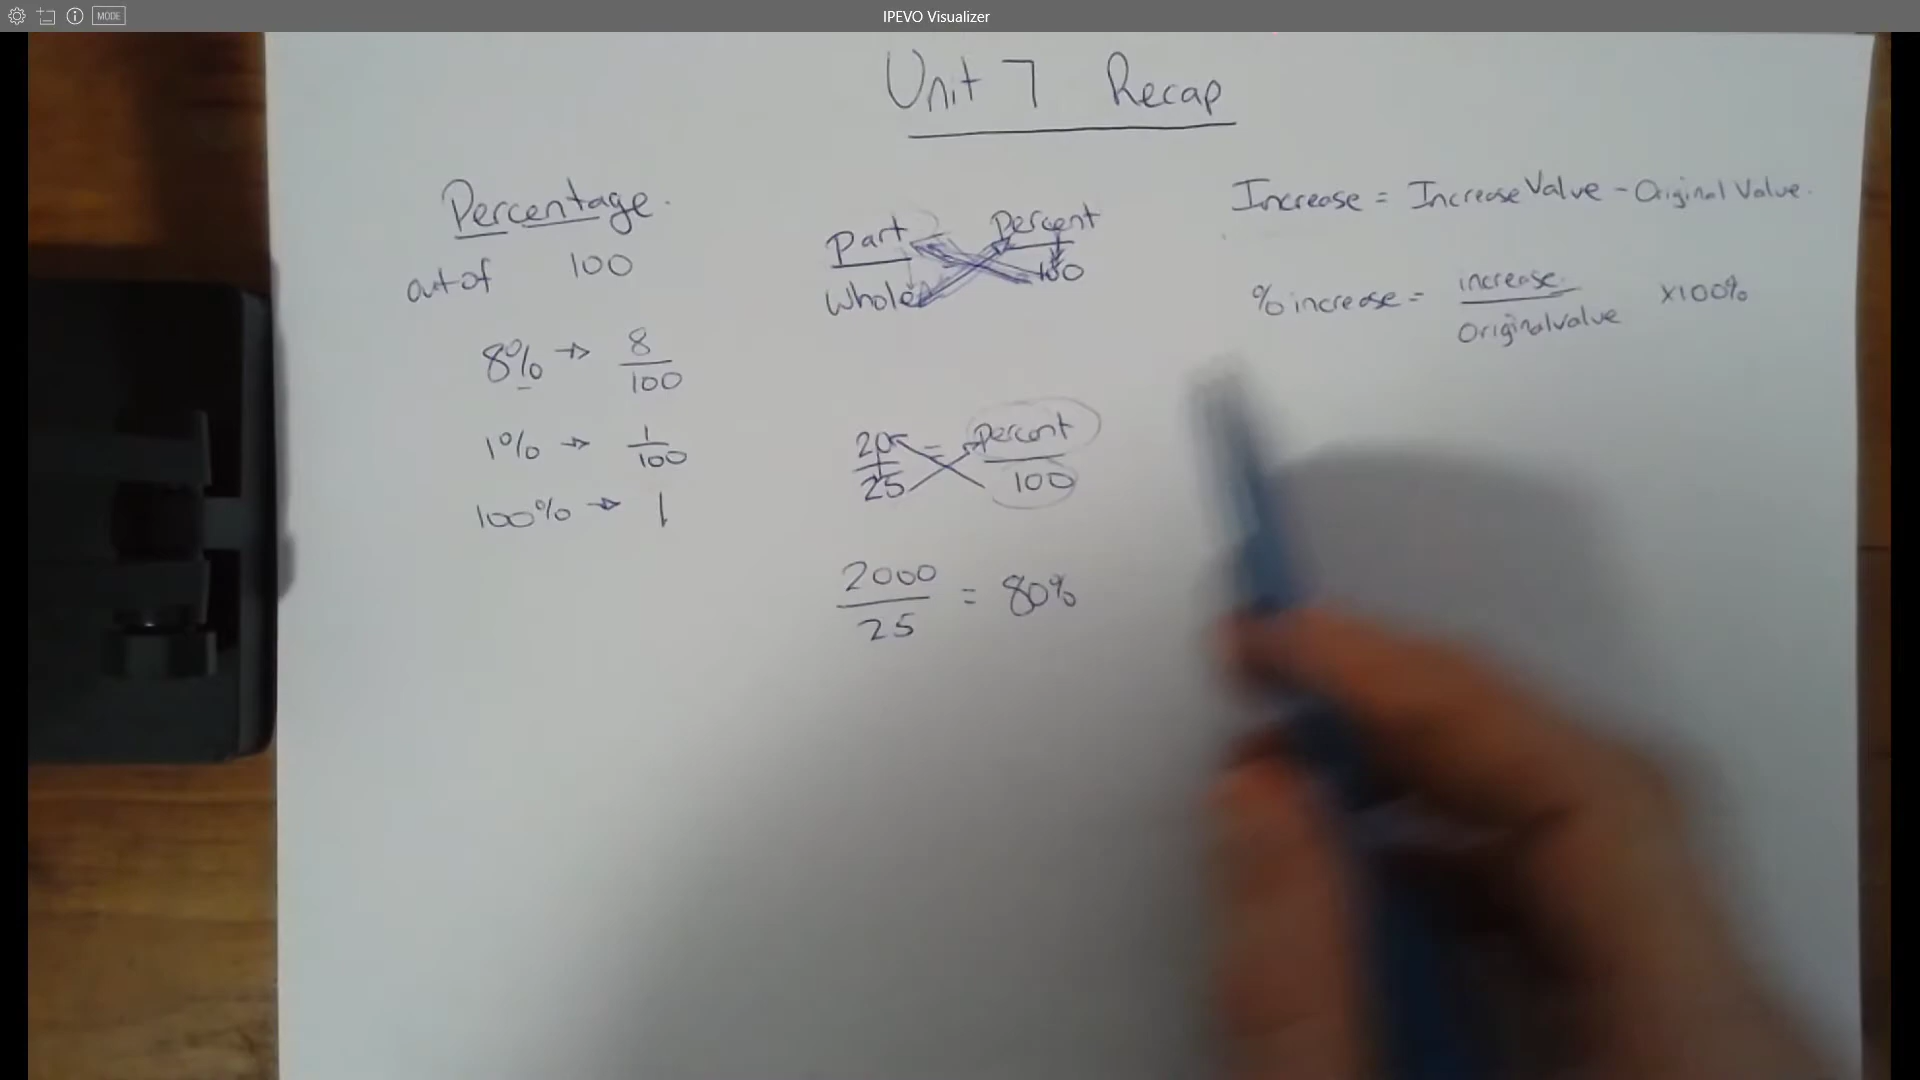 MODE
IPEVO Visualizer
Unit 7 Recap
Percentage.
out of 100
8% → 8/100
1% → 1/100
100% → 1
Part Percent
Whole 100
20 = percent
25 100
2000/25 = 80%
Increase = Increase Value - Original Value.
% increase = increase/Original value x100%